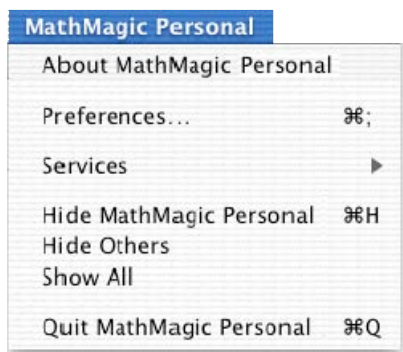 MathMagic Personal
About MathMagic Personal
Preferences... ⌘;
Services ▶
Hide MathMagic Personal ⌘H
Hide Others
Show All
Quit MathMagic Personal ⌘Q